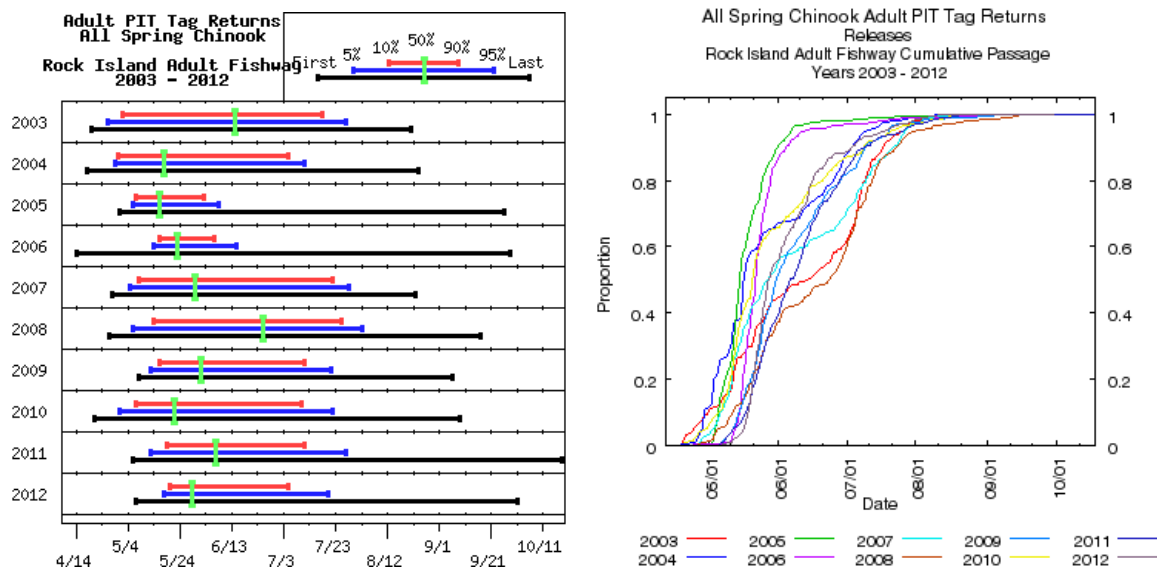 Adult PIT Tag Returns
All Spring Chinook
Rock Island Adult Fishway
2003 - 2012
First 5% 10% 50% 90% 95% Last
2003
2004
2005
2006
2007
2008
2009
2010
2011
2012
4/14 5/4 5/24 6/13 7/3 7/23 8/12 9/1 9/21 10/11
All Spring Chinook Adult PIT Tag Returns
Releases
Rock Island Adult Fishway Cumulative Passage
Years 2003 - 2012
1 1
0.8 0.8
0.6 0.6
0.4 0.4
0.2 0.2
0 0
Proportion
05/01 06/01 07/01 08/01 09/01 10/01
Date
2003 2005 2007 2009 2011
2004 2006 2008 2010 2012